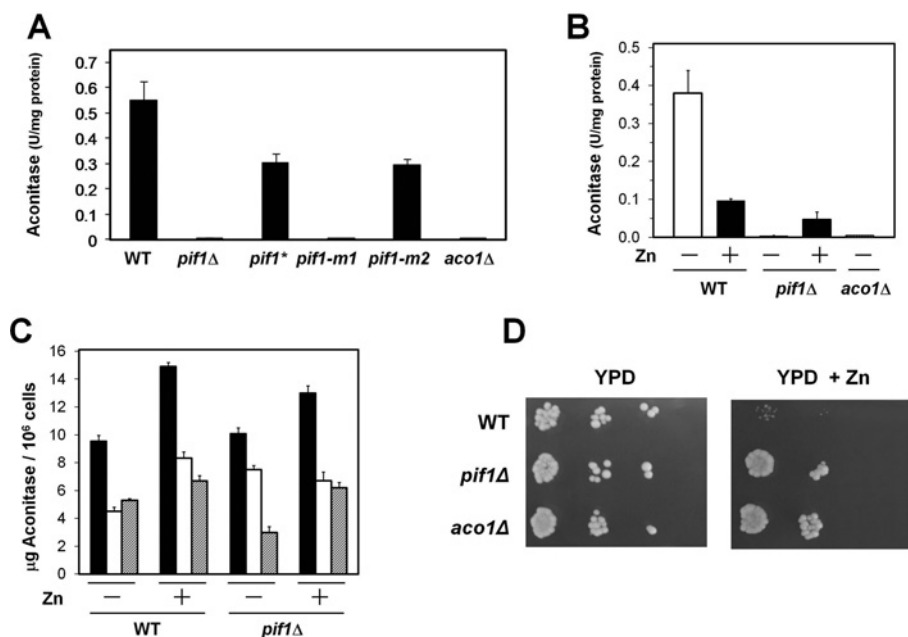 A
Aconitase (U/mg protein)
0.7
0.6
0.5
0.4
0.3
0.2
0.1
0
WT pif1Δ pif1* pif1-m1 pif1-m2 aco1Δ
B
Aconitase (U/mg protein)
0.5
0.4
0.3
0.2
0.1
0.0
Zn − + − + −
WT pif1Δ aco1Δ
C
µg Aconitase / 10⁶ cells
16
14
12
10
8
6
4
2
0
Zn − + − +
WT pif1Δ
D
YPD YPD + Zn
WT
pif1Δ
aco1Δ